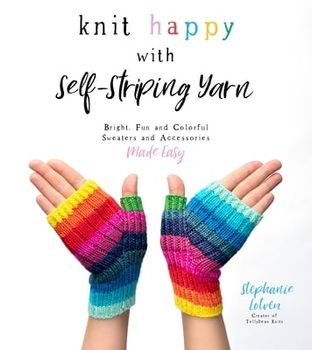 knit happy
with
self-striping yarn
Bright, Fun and Colorful
Sweaters and Accessories
Made Easy
stephanie
Lotven
Creator of
TellyBean Knits